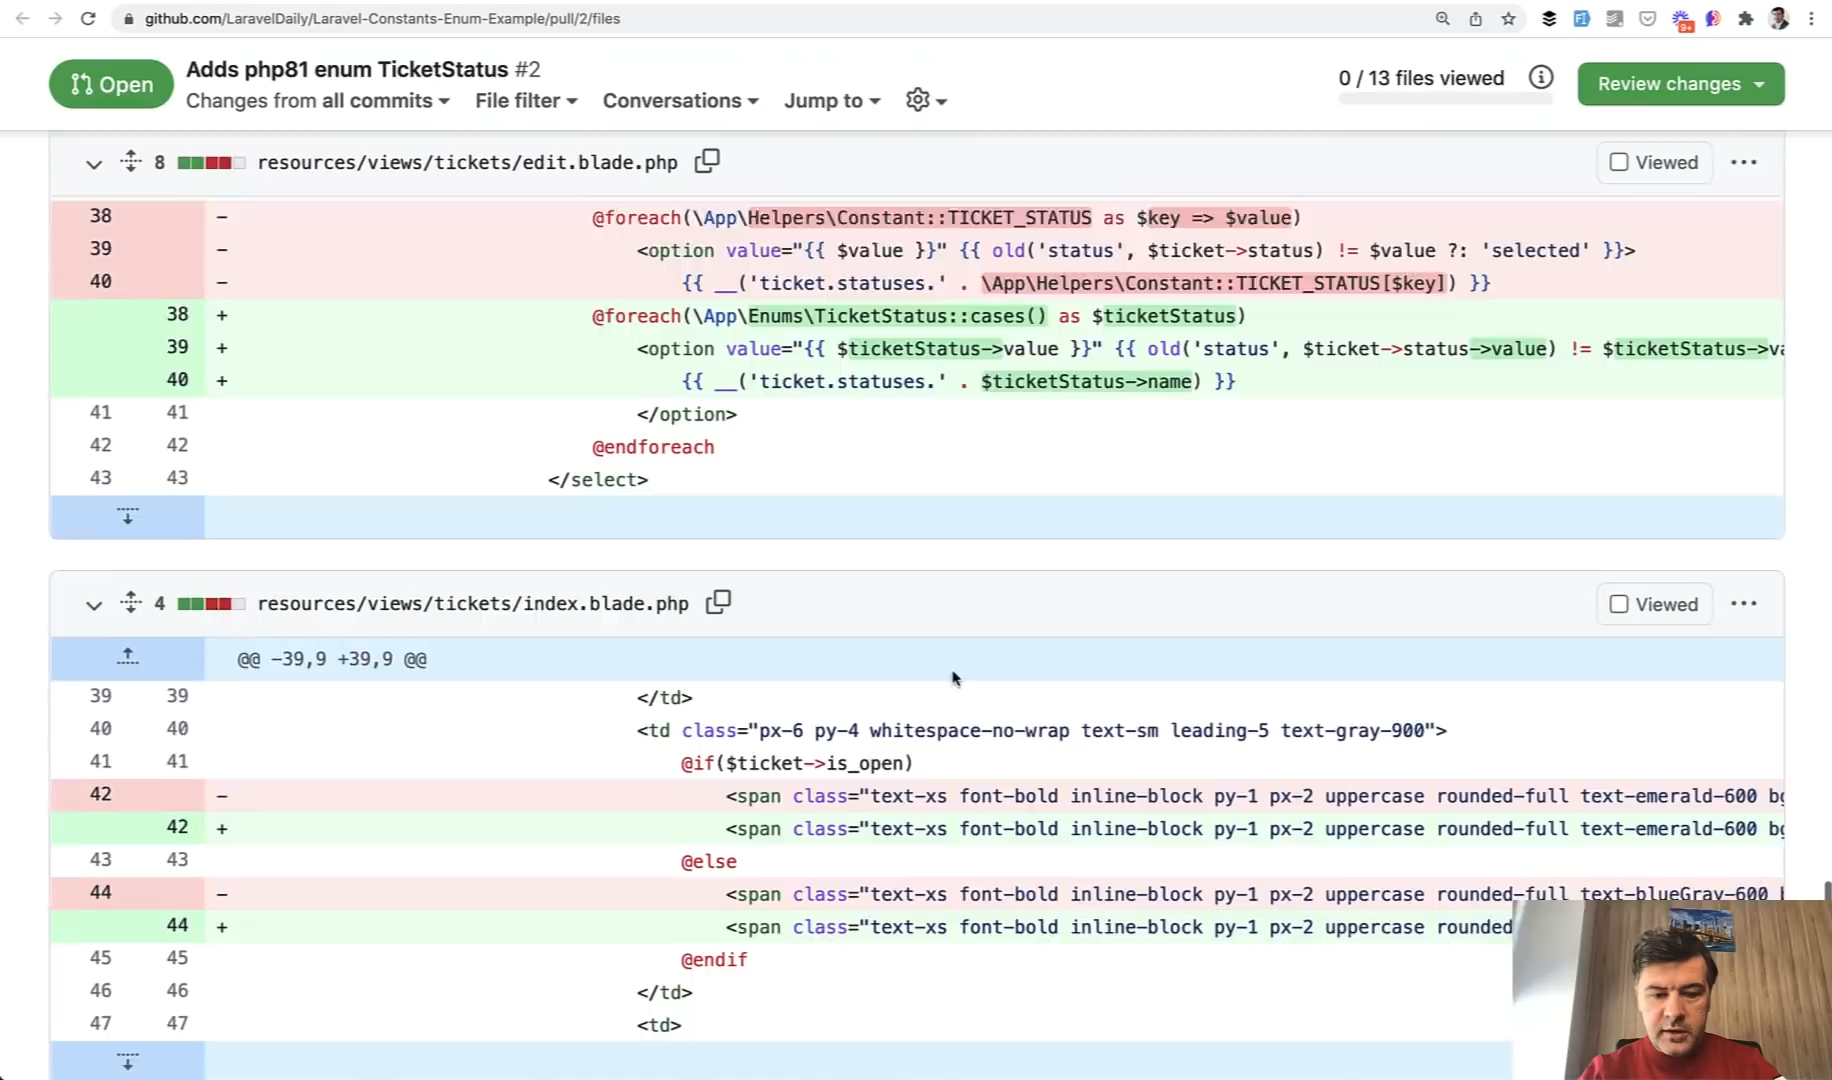 github.com/LaravelDaily/Laravel-Constants-Enum-Example/pull/2/files
9+
Open
Adds php81 enum TicketStatus #2
Changes from all commits
File filter
Conversations
Jump to
0 / 13 files viewed
Review changes
8
resources/views/tickets/edit.blade.php
Viewed
38 - @foreach(\App\Helpers\Constant::TICKET_STATUS as $key => $value)
39 - <option value="{{ $value }}" {{ old('status', $ticket->status) != $value ?: 'selected' }}>
40 - {{ __('ticket.statuses.' . \App\Helpers\Constant::TICKET_STATUS[$key]) }}
38 + @foreach(\App\Enums\TicketStatus::cases() as $ticketStatus)
39 + <option value="{{ $ticketStatus->value }}" {{ old('status', $ticket->status->value) != $ticketStatus->va
40 + {{ __('ticket.statuses.' . $ticketStatus->name) }}
41 41 </option>
42 42 @endforeach
43 43 </select>
4
resources/views/tickets/index.blade.php
Viewed
@@ -39,9 +39,9 @@
39 39 </td>
40 40 <td class="px-6 py-4 whitespace-no-wrap text-sm leading-5 text-gray-900">
41 41 @if($ticket->is_open)
42 - <span class="text-xs font-bold inline-block py-1 px-2 uppercase rounded-full text-emerald-600 bg
42 + <span class="text-xs font-bold inline-block py-1 px-2 uppercase rounded-full text-emerald-600 bg
43 43 @else
44 - <span class="text-xs font-bold inline-block py-1 px-2 uppercase rounded-full text-blueGray-600 b
44 + <span class="text-xs font-bold inline-block py-1 px-2 uppercase rounded
45 45 @endif
46 46 </td>
47 47 <td>